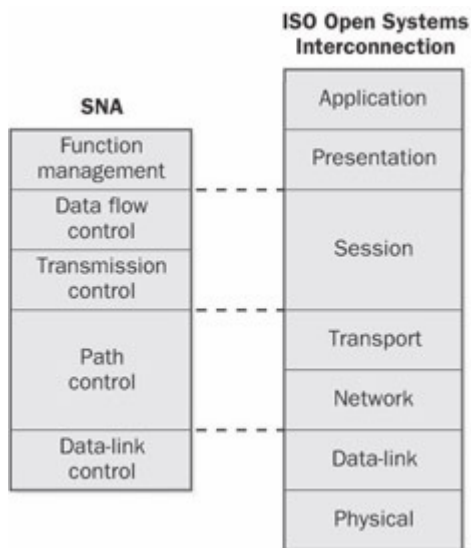 ISO Open Systems
Interconnection
SNA
Function
management
Data flow
control
Transmission
control
Path
control
Data-link
control
Application
Presentation
Session
Transport
Network
Data-link
Physical